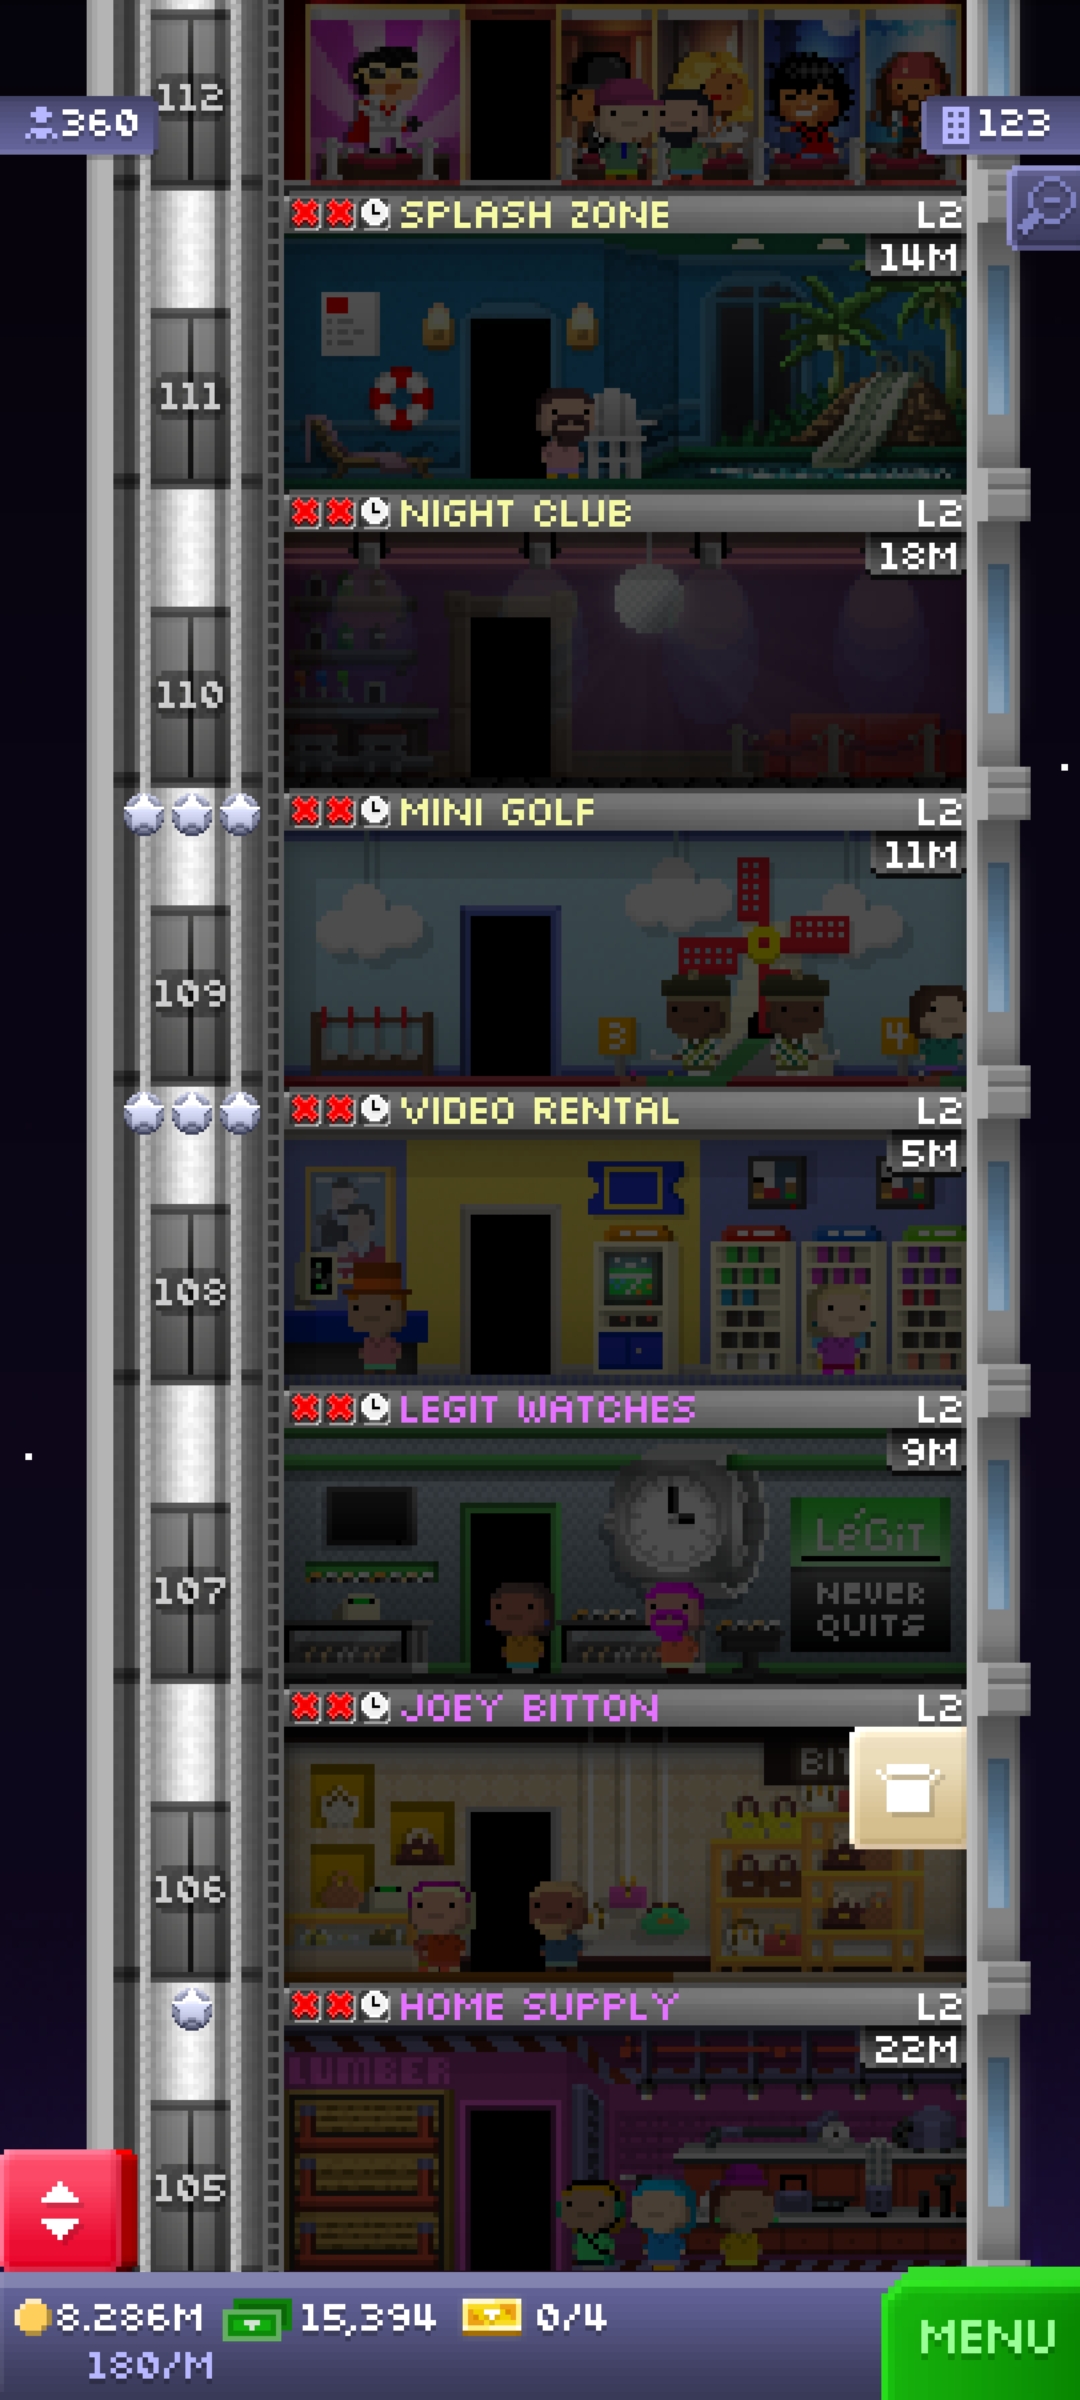 112
360
123
SPLASH ZONE L2
14M
111
NIGHT CLUB L2
18M
110
MINI GOLF L2
11M
109
3
4
VIDEO RENTAL L2
5M
108
LEGIT WATCHES L2
9M
LéGiT
NEVER
QUITS
107
JOEY BITTON L2
BIT
106
HOME SUPPLY L2
22M
LUMBER
105
8.286M 15,394 0/4
180/M
MENU